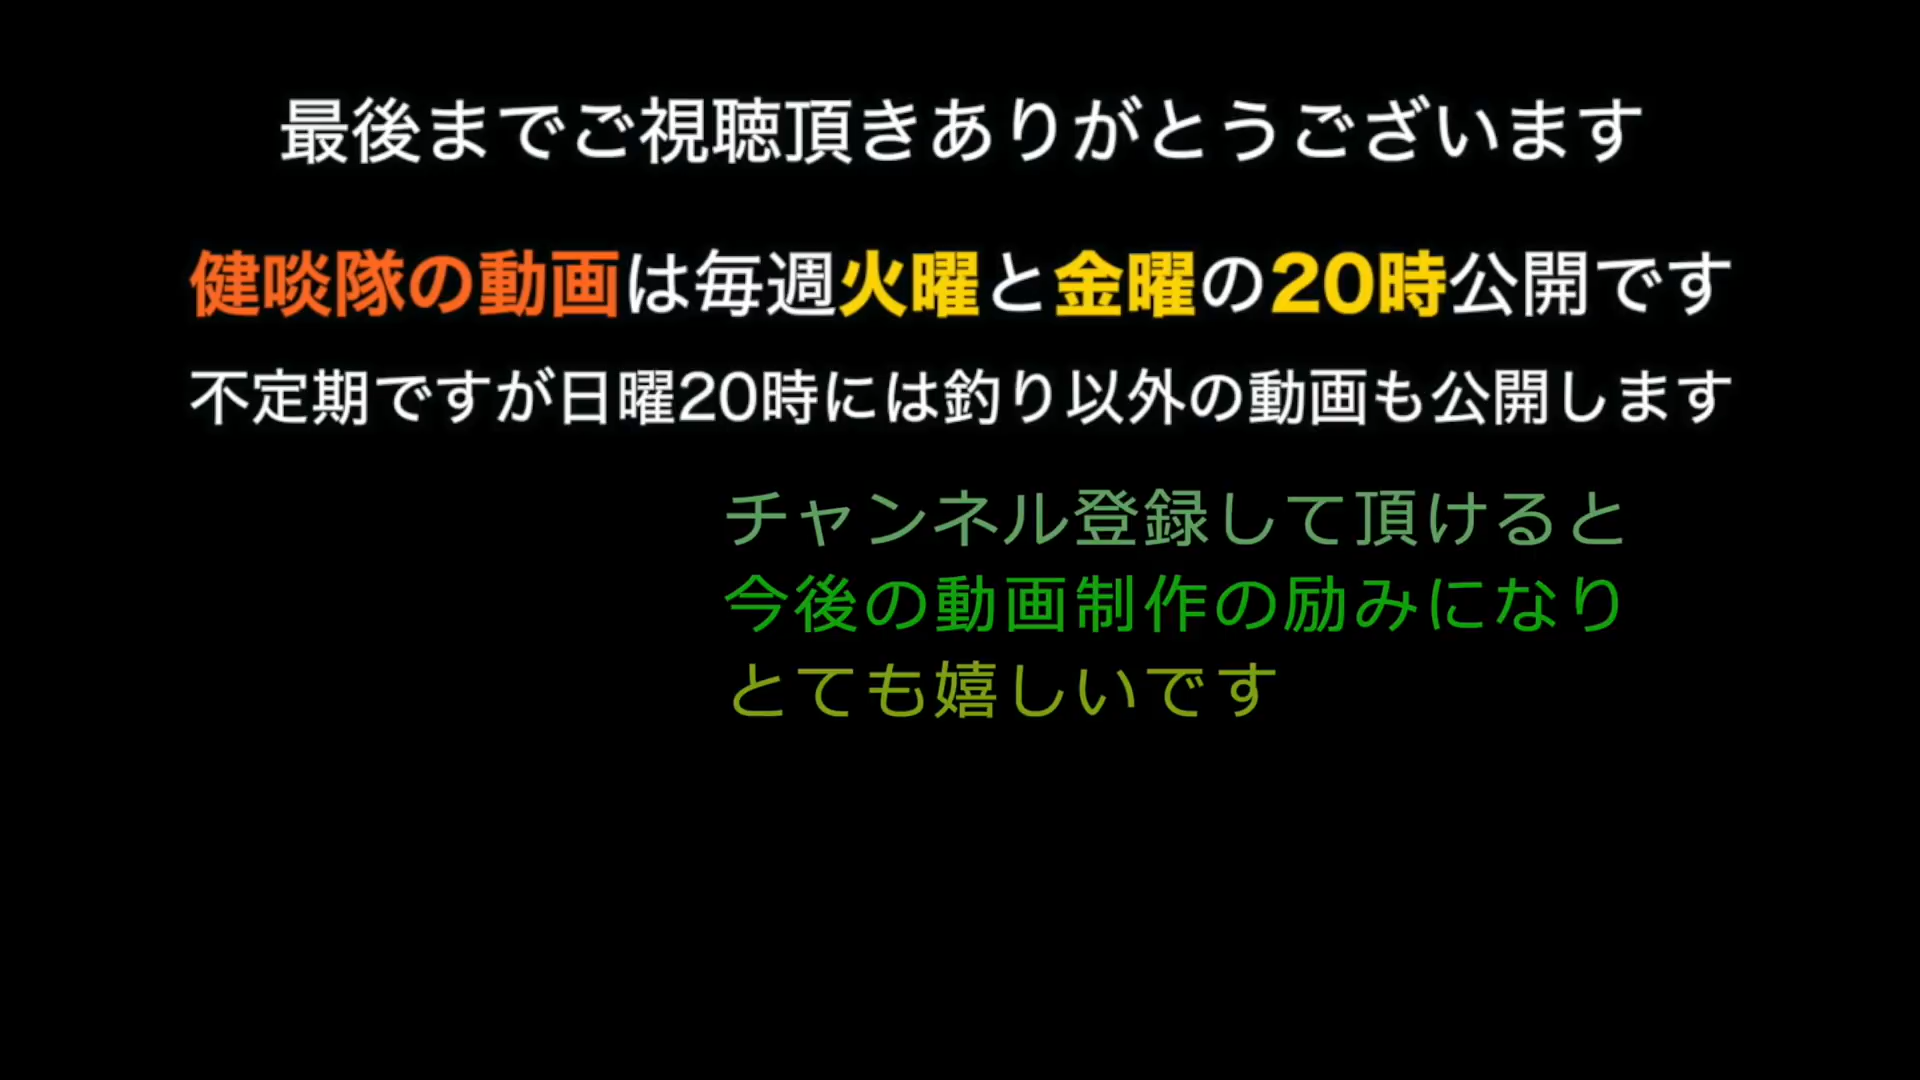 最後までご視聴頂きありがとうございます
健啖隊の動画は毎週火曜と金曜の20時公開です
不定期ですが日曜20時には釣り以外の動画も公開します
チャンネル登録して頂けると
今後の動画制作の励みになり
とても嬉しいです